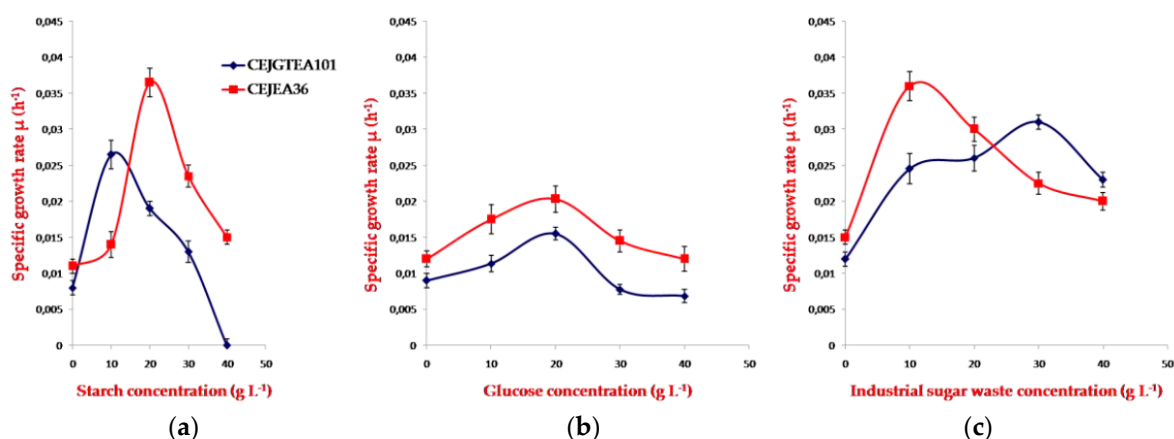 0,045
0,04
0,035
0,03
0,025
0,02
0,015
0,01
0,005
0
Specific growth rate µ (h-1)
CEJGTEA101
CEJEA36
0 10 20 30 40 50
Starch concentration (g L-1)
(a)
0,045
0,04
0,035
0,03
0,025
0,02
0,015
0,01
0,005
0
Specific growth rate µ (h-1)
0 10 20 30 40 50
Glucose concentration (g L-1)
(b)
0,045
0,04
0,035
0,03
0,025
0,02
0,015
0,01
0,005
0
Specific growth rate µ (h-1)
0 10 20 30 40 50
Industrial sugar waste concentration (g L-1)
(c)